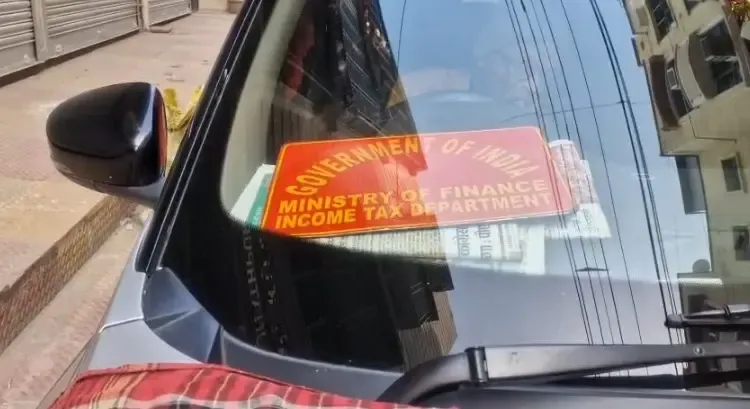 GOVERNMENT OF INDIA
MINISTRY OF FINANCE
INCOME TAX DEPARTMENT